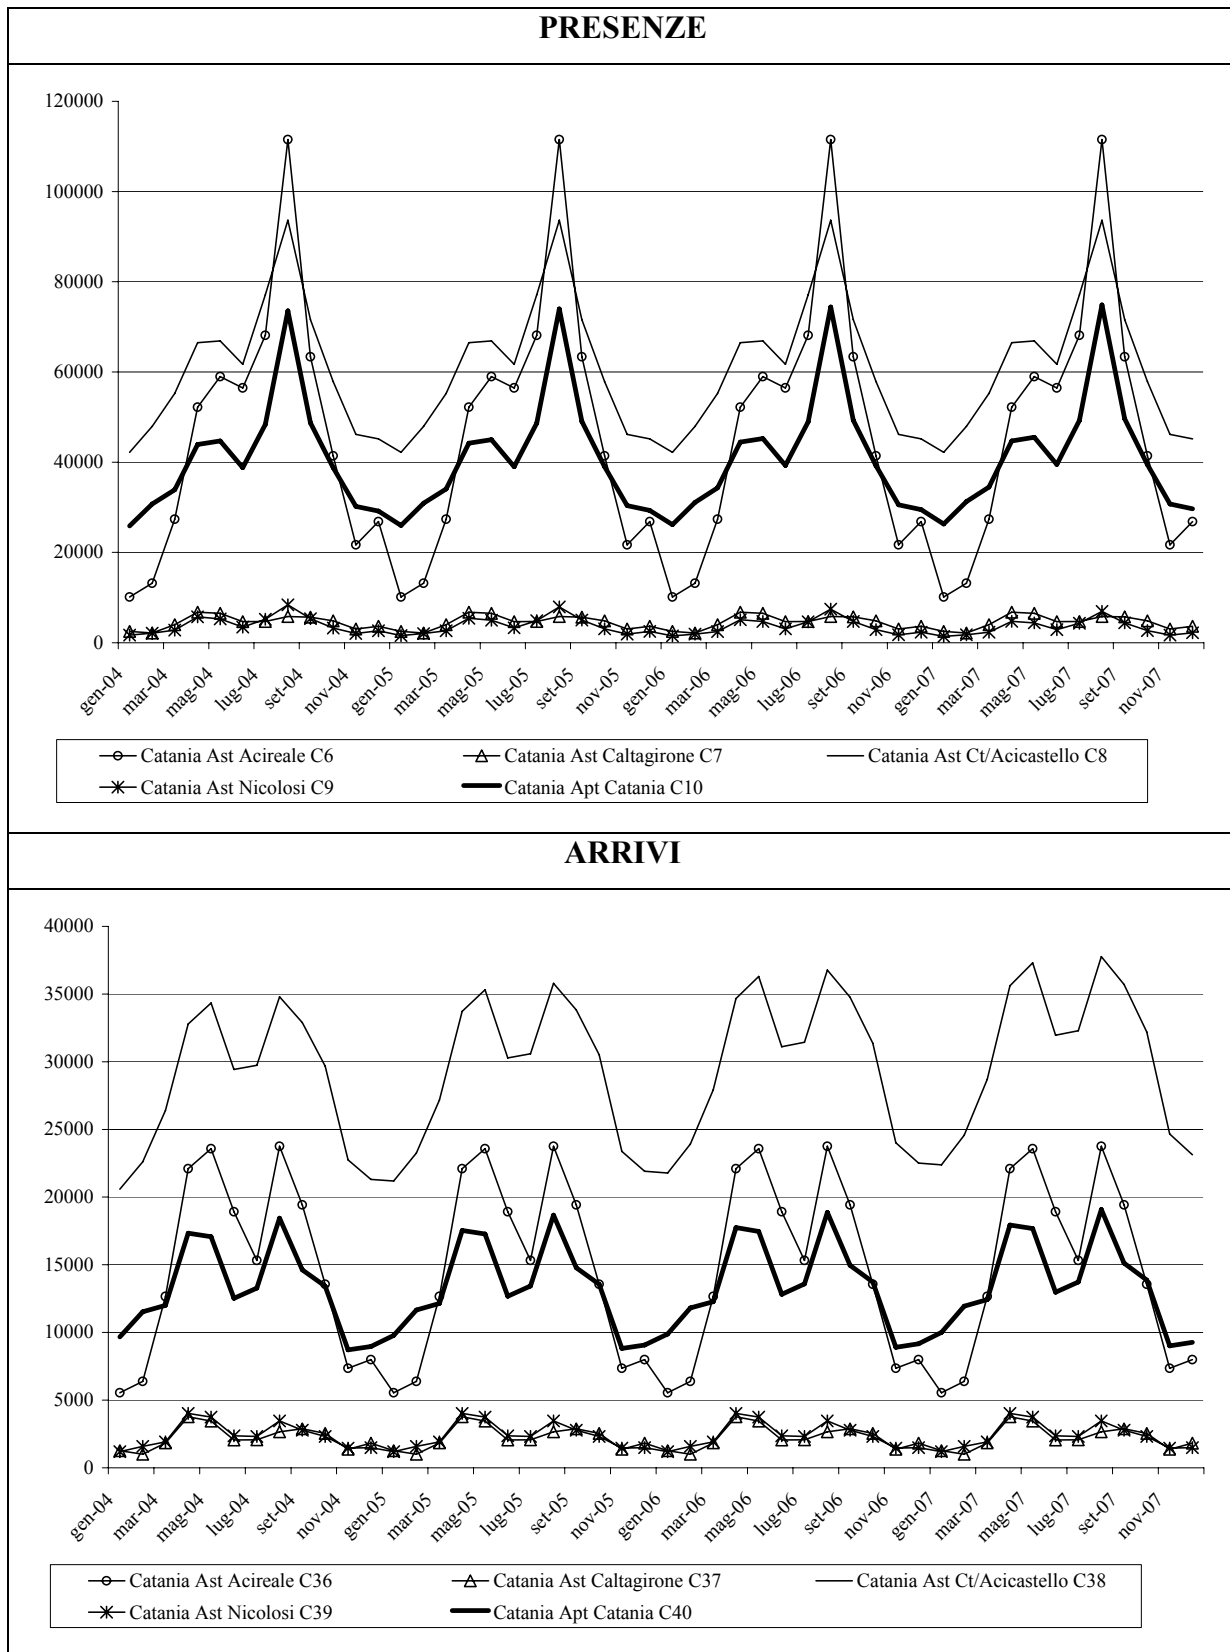 PRESENZE
120000
100000
80000
60000
40000
20000
0
gen-04 mar-04 mag-04 lug-04 set-04 nov-04 gen-05 mar-05 mag-05 lug-05 set-05 nov-05 gen-06 mar-06 mag-06 lug-06 set-06 nov-06 gen-07 mar-07 mag-07 lug-07 set-07 nov-07
Catania Ast Acireale C6 Catania Ast Caltagirone C7 Catania Ast Ct/Acicastello C8
Catania Ast Nicolosi C9 Catania Apt Catania C10
ARRIVI
40000
35000
30000
25000
20000
15000
10000
5000
0
gen-04 mar-04 mag-04 lug-04 set-04 nov-04 gen-05 mar-05 mag-05 lug-05 set-05 nov-05 gen-06 mar-06 mag-06 lug-06 set-06 nov-06 gen-07 mar-07 mag-07 lug-07 set-07 nov-07
Catania Ast Acireale C36 Catania Ast Caltagirone C37 Catania Ast Ct/Acicastello C38
Catania Ast Nicolosi C39 Catania Apt Catania C40